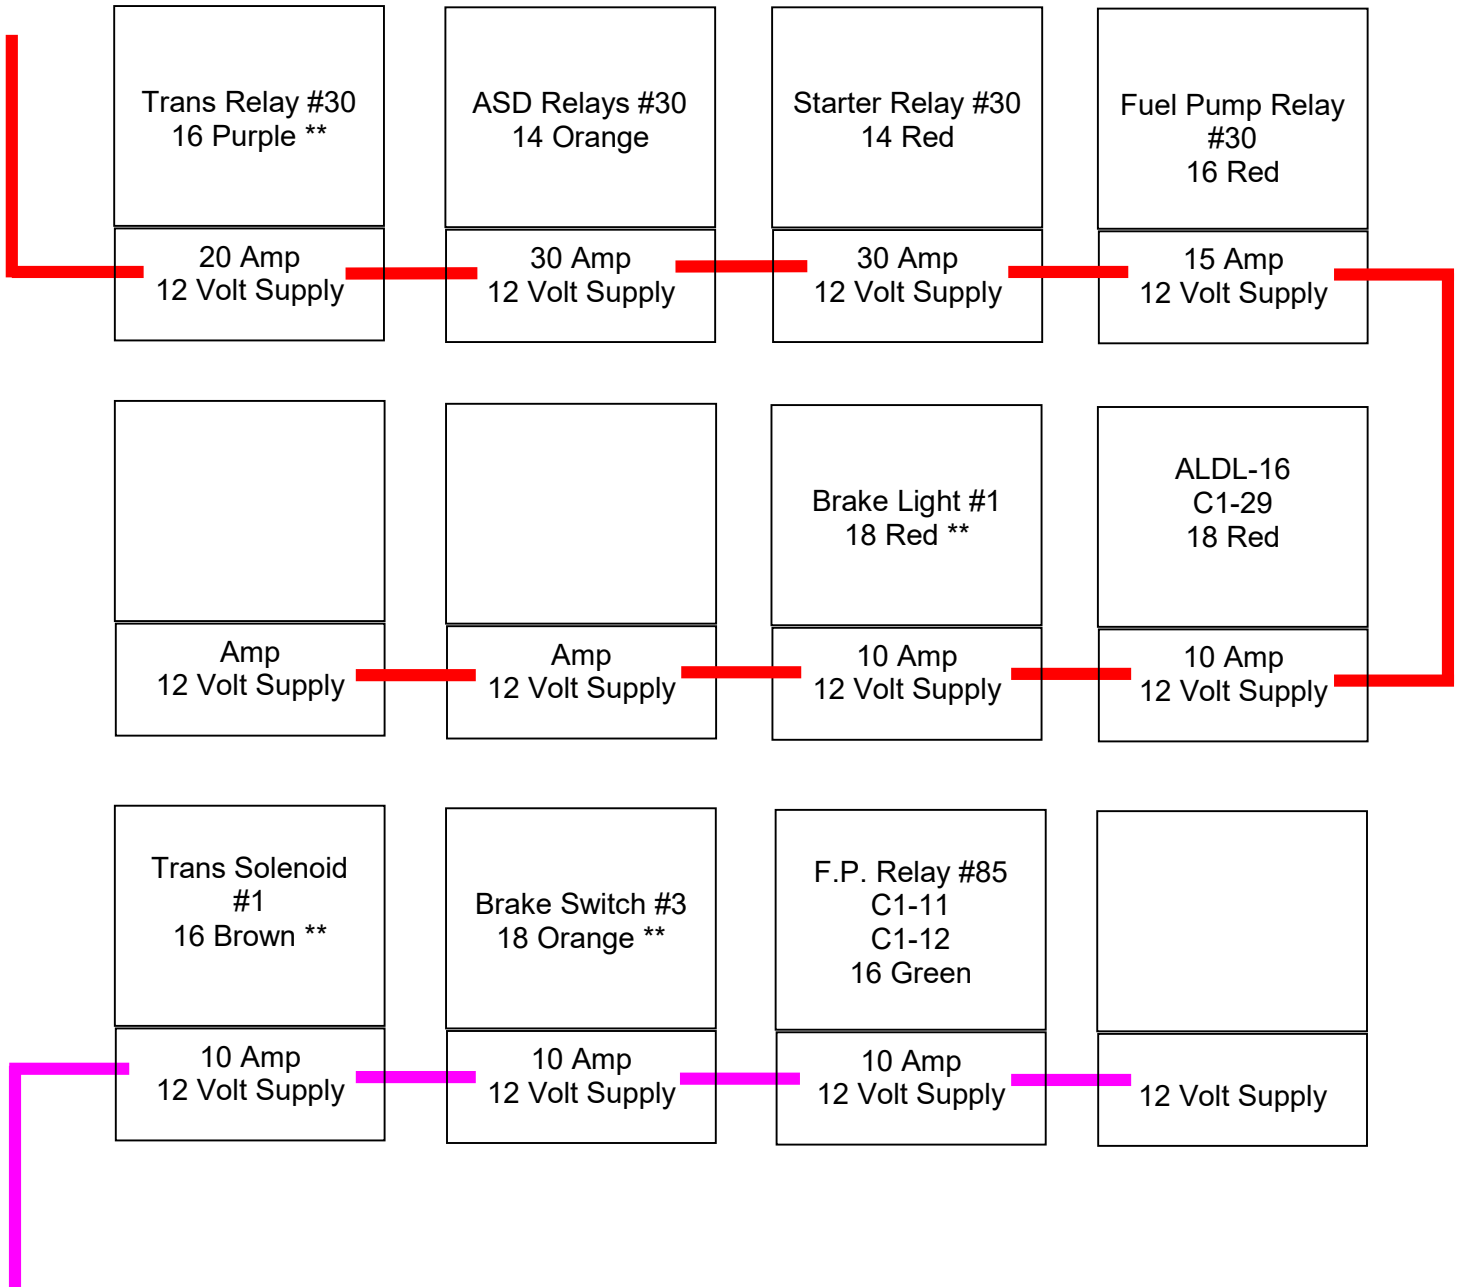 Trans Relay #30
16 Purple **
20 Amp
12 Volt Supply
ASD Relays #30
14 Orange
30 Amp
12 Volt Supply
Starter Relay #30
14 Red
30 Amp
12 Volt Supply
Fuel Pump Relay
#30
16 Red
15 Amp
12 Volt Supply
Amp
12 Volt Supply
Amp
12 Volt Supply
Brake Light #1
18 Red **
10 Amp
12 Volt Supply
ALDL-16
C1-29
18 Red
10 Amp
12 Volt Supply
Trans Solenoid
#1
16 Brown **
10 Amp
12 Volt Supply
Brake Switch #3
18 Orange **
10 Amp
12 Volt Supply
F.P. Relay #85
C1-11
C1-12
16 Green
10 Amp
12 Volt Supply
12 Volt Supply